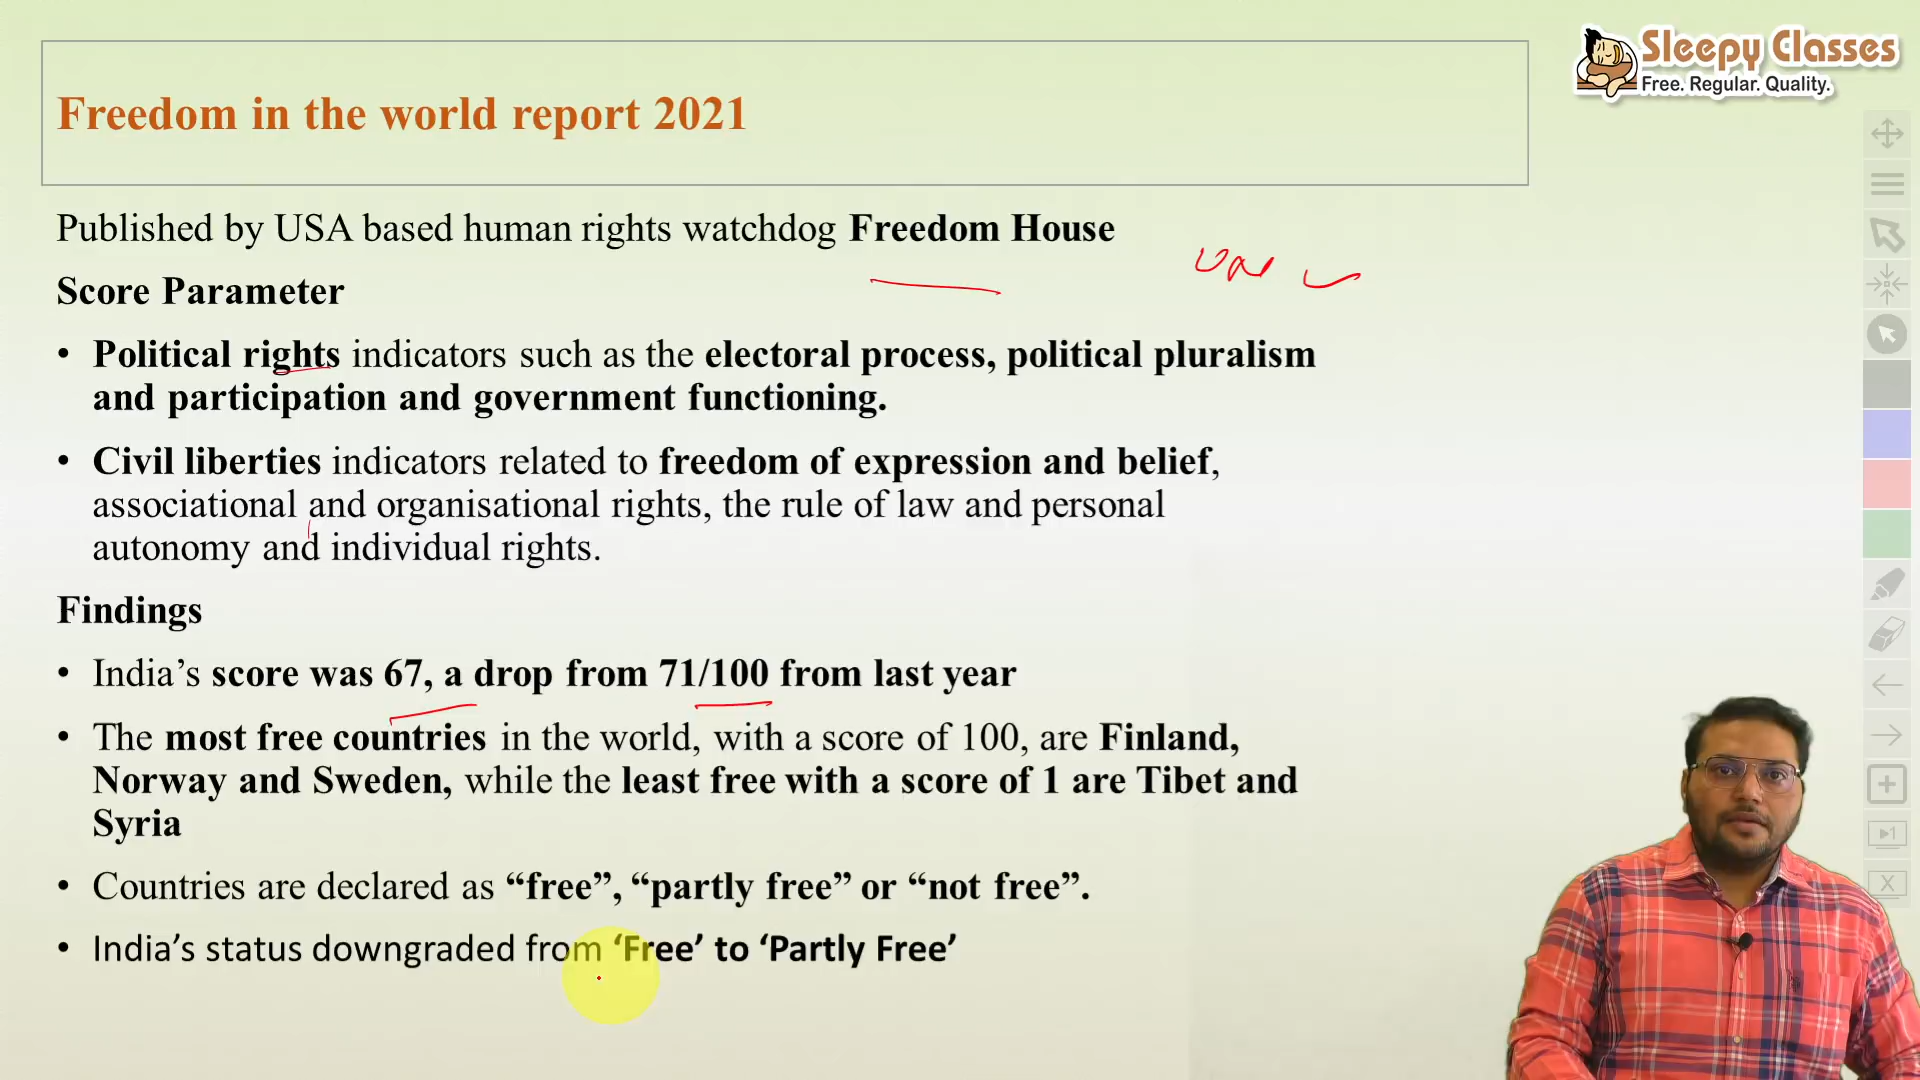 Sleepy Classes
Free. Regular. Quality.
Freedom in the world report 2021
Published by USA based human rights watchdog Freedom House
Score Parameter
• Political rights indicators such as the electoral process, political pluralism
and participation and government functioning.
• Civil liberties indicators related to freedom of expression and belief,
associational and organisational rights, the rule of law and personal
autonomy and individual rights.
Findings
• India’s score was 67, a drop from 71/100 from last year
• The most free countries in the world, with a score of 100, are Finland,
Norway and Sweden, while the least free with a score of 1 are Tibet and
Syria
• Countries are declared as “free”, “partly free” or “not free”.
• India’s status downgraded from ‘Free’ to ‘Partly Free’